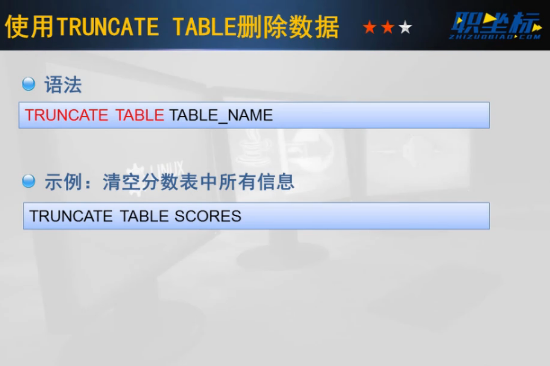 使用TRUNCATE TABLE删除数据
职坐标
ZHIZUOBIAO.COM
语法
TRUNCATE TABLE TABLE_NAME
LINUX
示例：清空分数表中所有信息
TRUNCATE TABLE SCORES